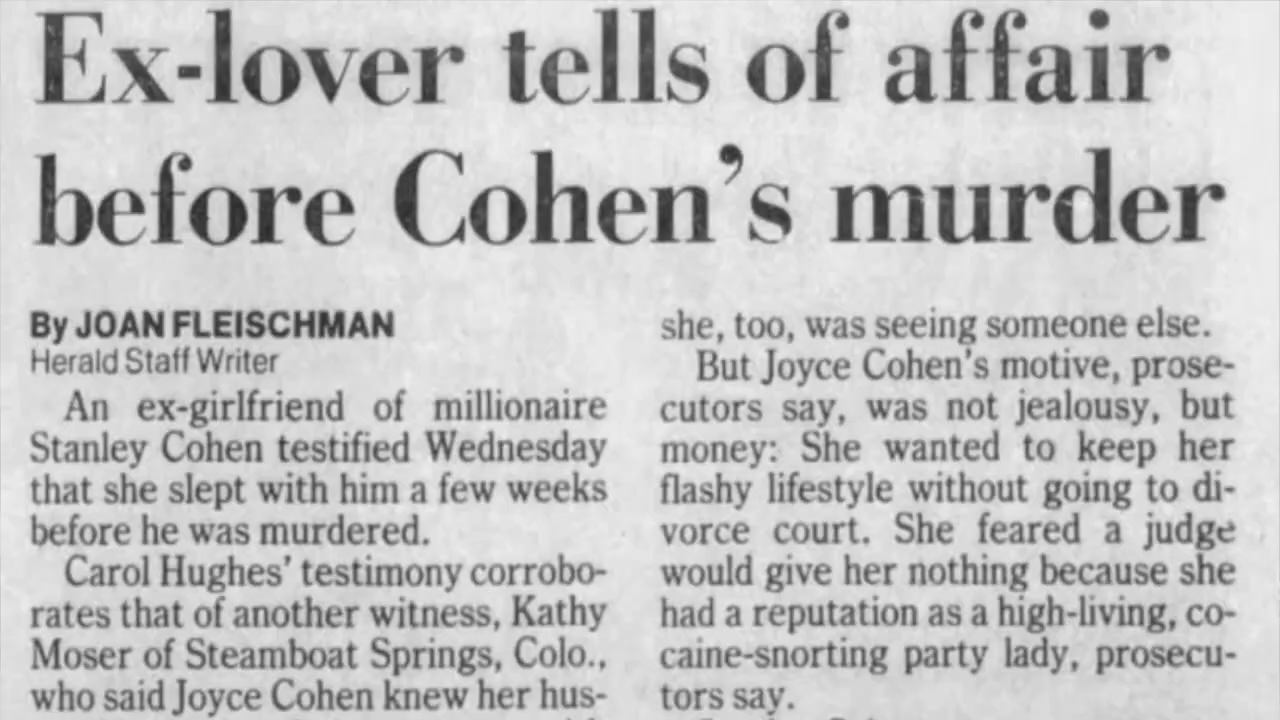 Ex-lover tells of affair
before Cohen's murder
By JOAN FLEISCHMAN
Herald Staff Writer
An ex-girlfriend of millionaire
Stanley Cohen testified Wednesday
that she slept with him a few weeks
before he was murdered.
Carol Hughes' testimony corrobo-
rates that of another witness, Kathy
Moser of Steamboat Springs, Colo.,
who said Joyce Cohen knew her hus-
she, too, was seeing someone else.
But Joyce Cohen's motive, prose-
cutors say, was not jealousy, but
money: She wanted to keep her
flashy lifestyle without going to di-
vorce court. She feared a judge
would give her nothing because she
had a reputation as a high-living, co-
caine-snorting party lady, prosecu-
tors say.